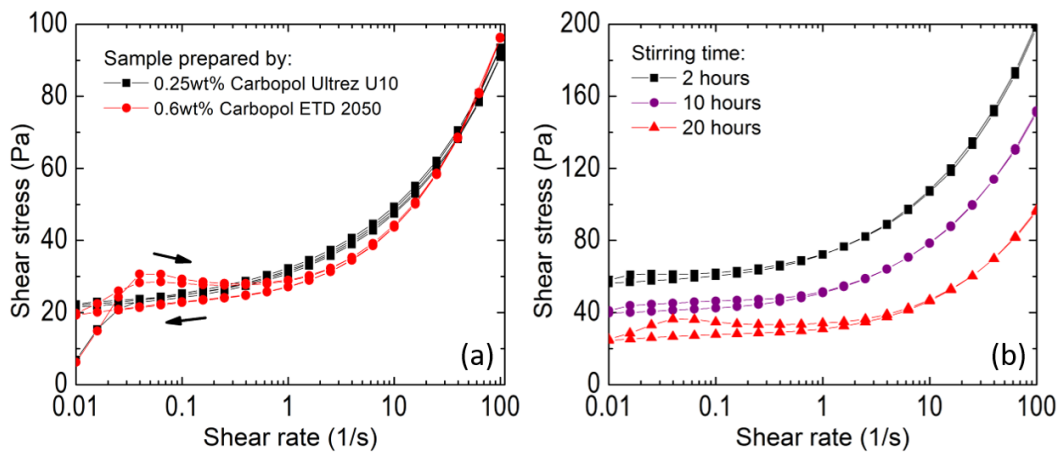 100
80
60
40
20
0
Shear stress (Pa)
Sample prepared by:
0.25wt% Carbopol Ultrez U10
0.6wt% Carbopol ETD 2050
(a)
0.01 0.1 1 10 100
Shear rate (1/s)
200
160
120
80
40
0
Shear stress (Pa)
Stirring time:
2 hours
10 hours
20 hours
(b)
0.01 0.1 1 10 100
Shear rate (1/s)